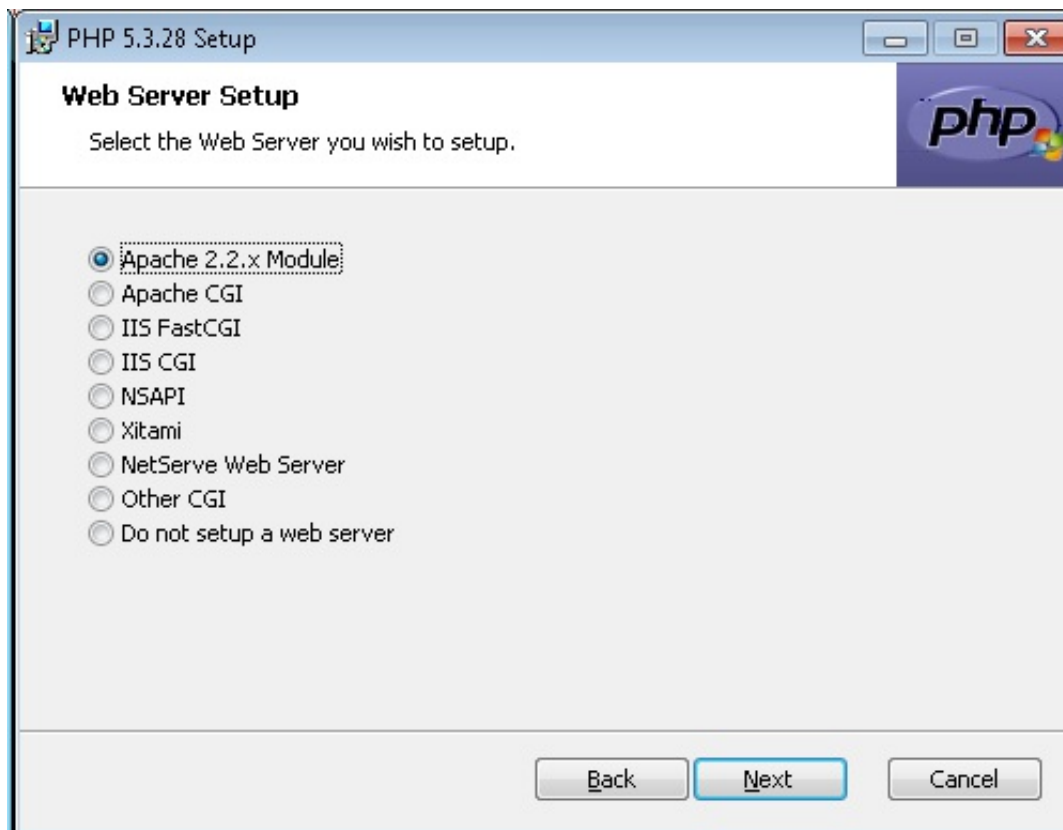 PHP 5.3.28 Setup
Web Server Setup
Select the Web Server you wish to setup.
php
Apache 2.2.x Module
Apache CGI
IIS FastCGI
IIS CGI
NSAPI
Xitami
NetServe Web Server
Other CGI
Do not setup a web server
Back
Next
Cancel